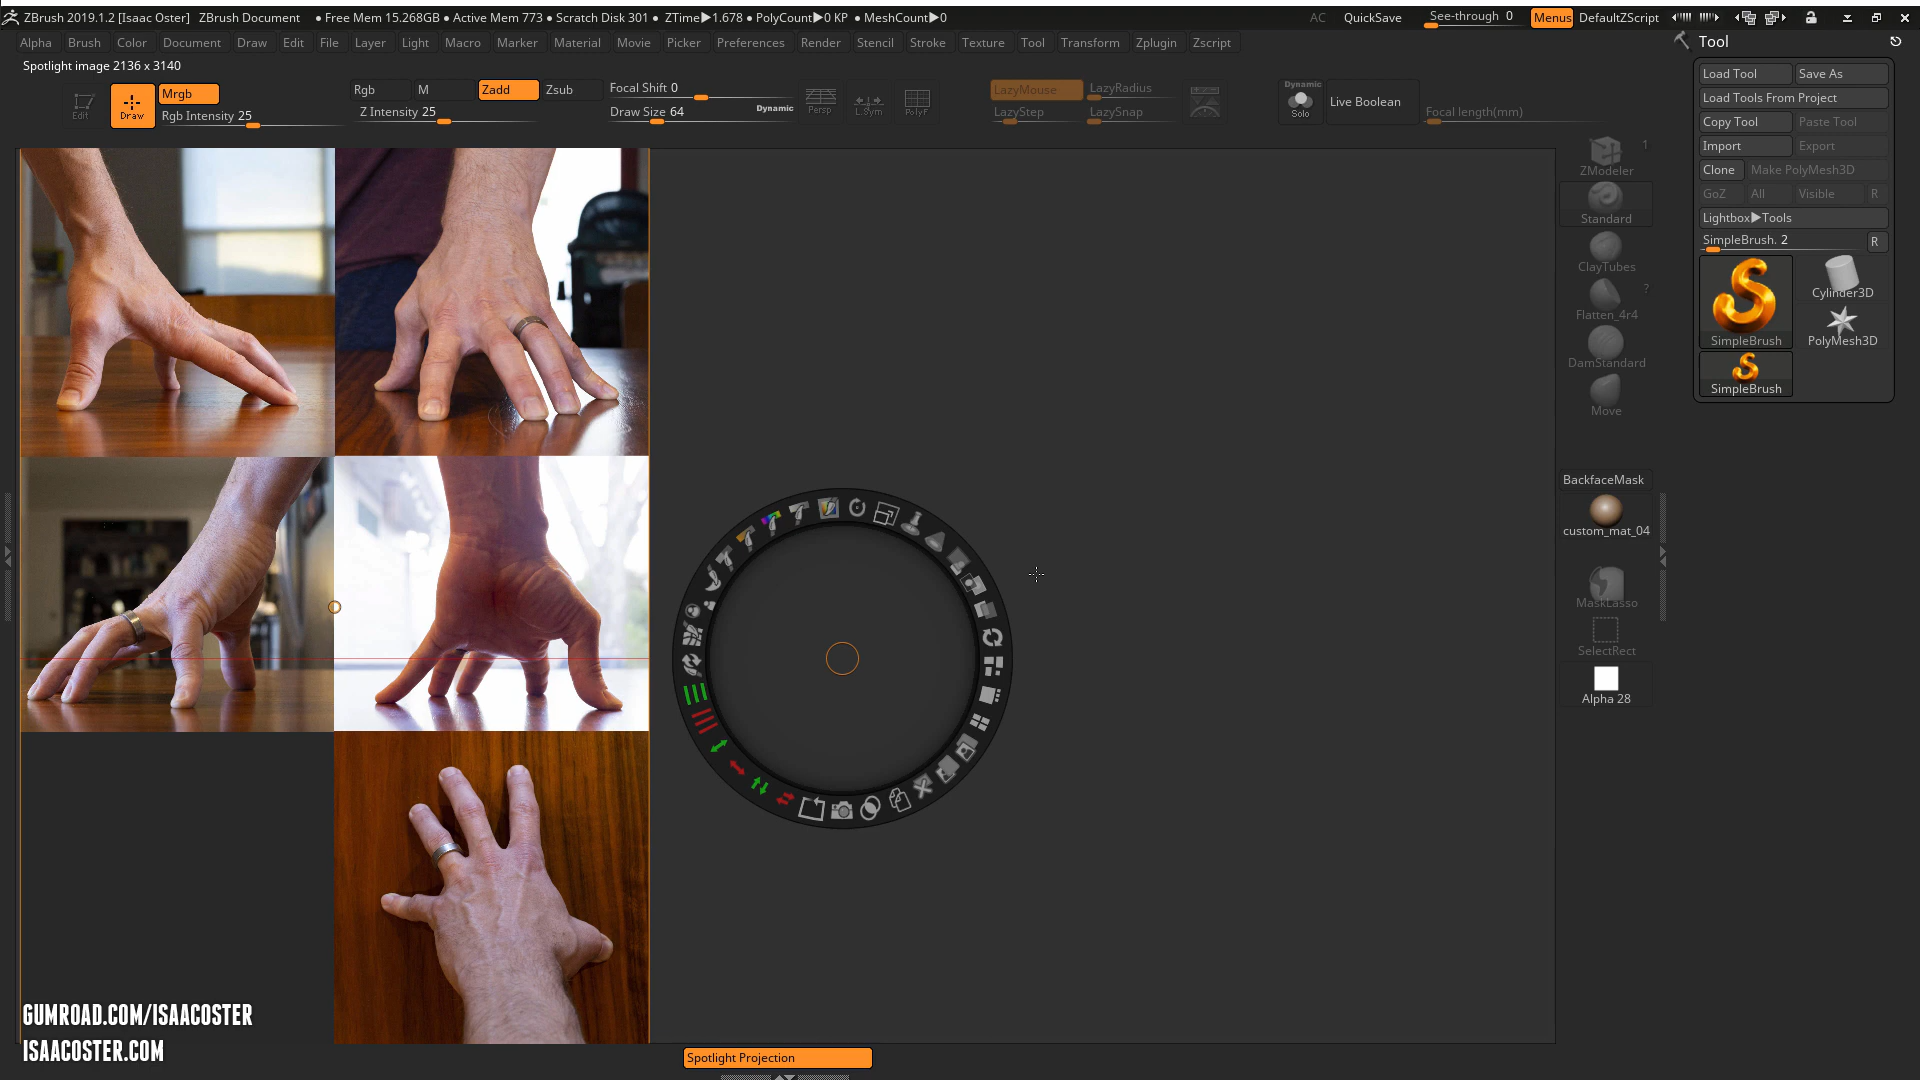 ZBrush 2019.1.2 [Isaac Oster] ZBrush Document • Free Mem 15.268GB • Active Mem 773 • Scratch Disk 301 • ZTime▶1.678 • PolyCount▶0 KP • MeshCount▶0 AC QuickSave See-through 0 Menus DefaultZScript
Alpha Brush Color Document Draw Edit File Layer Light Macro Marker Material Movie Picker Preferences Render Stencil Stroke Texture Tool Transform Zplugin Zscript
Tool
Spotlight image 2136 x 3140
Edit
Draw
Mrgb
Rgb Intensity 25
Rgb M Zadd Zsub
Z Intensity 25
Focal Shift 0
Draw Size 64
Dynamic
Persp
L.Sym
PolyF
LazyMouse LazyRadius
LazyStep LazySnap
Dynamic
Solo
Live Boolean
Focal length(mm)
Load Tool Save As
Load Tools From Project
Copy Tool Paste Tool
Import Export
Clone Make PolyMesh3D
GoZ All Visible R
Lightbox▶Tools
SimpleBrush. 2 R
SimpleBrush
Cylinder3D
PolyMesh3D
SimpleBrush
1
ZModeler
Standard
ClayTubes
?
Flatten_4r4
DamStandard
Move
BackfaceMask
custom_mat_04
MaskLasso
SelectRect
Alpha 28
GUMROAD.COM/ISAACOSTER
ISAACOSTER.COM
Spotlight Projection